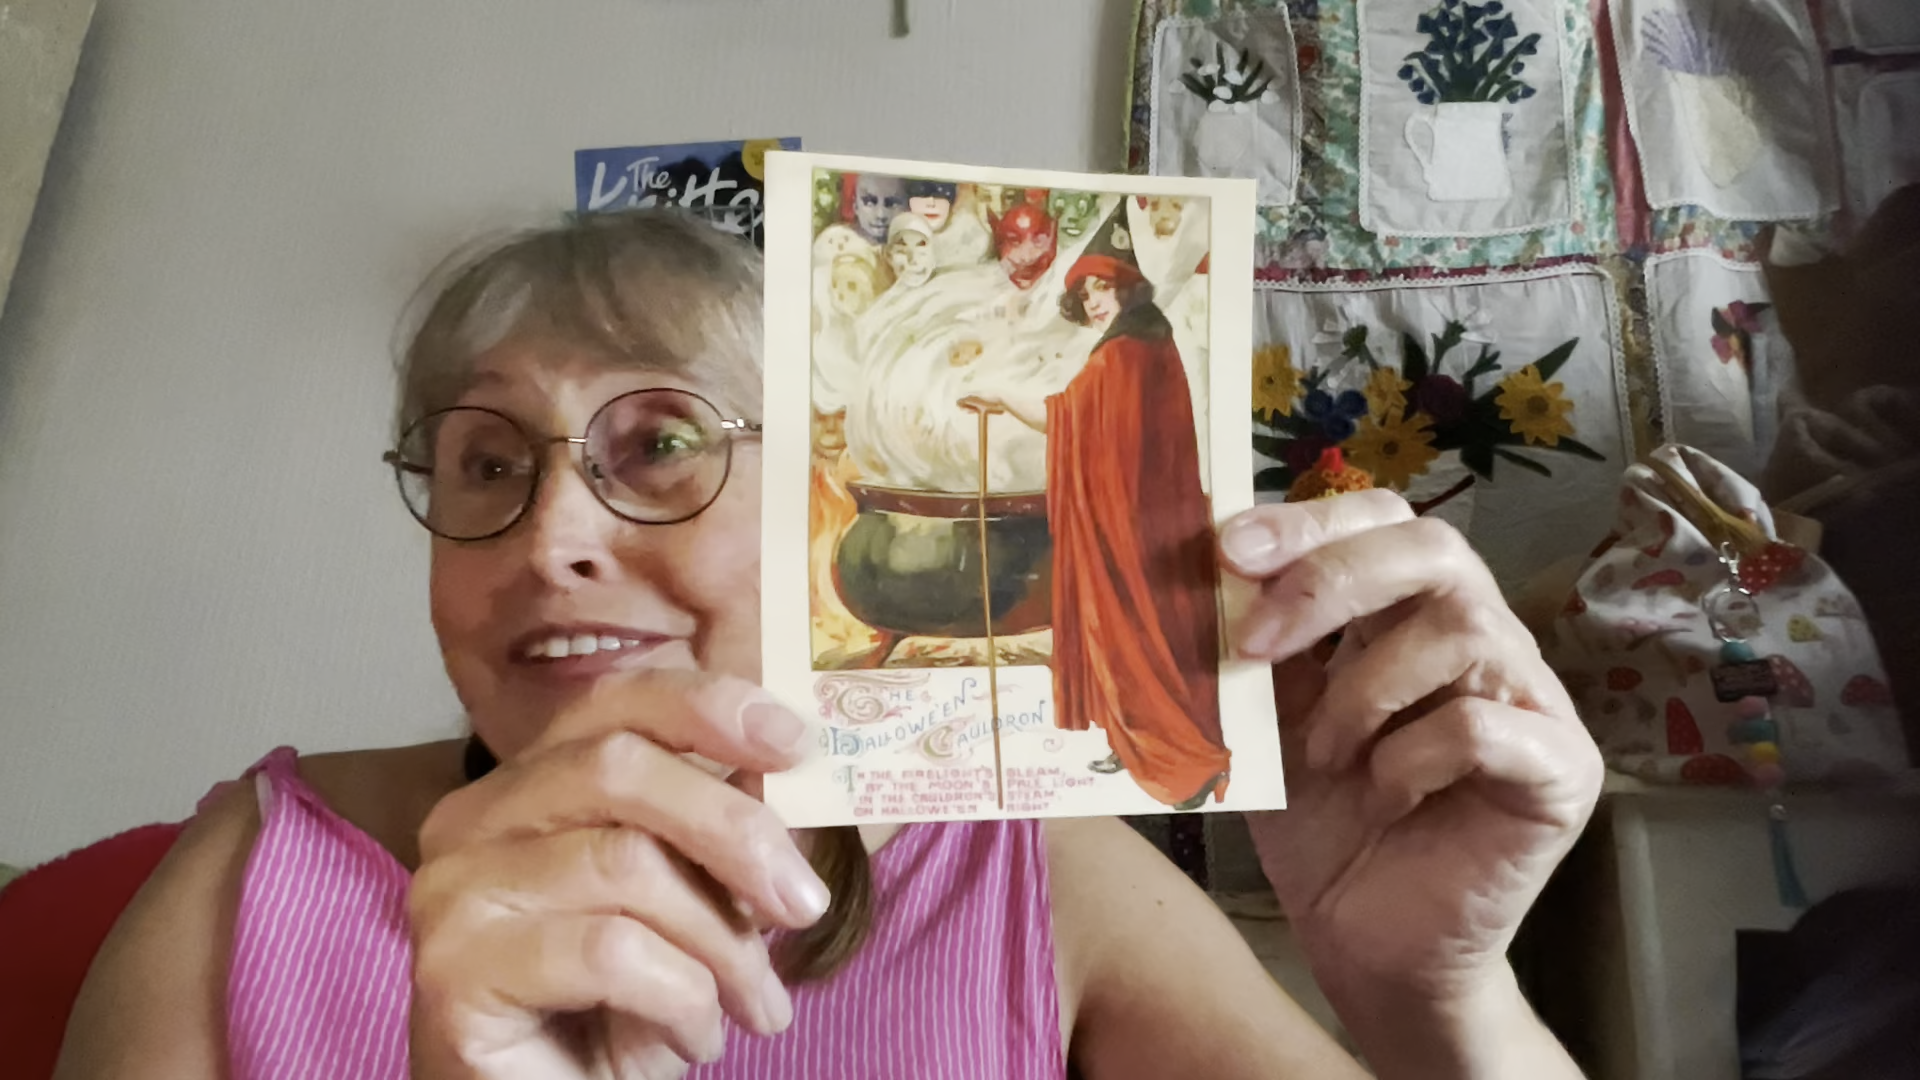 The
Knitte
THE
HALLOWE'EN
CAULDRON
IN THE FIRELIGHT'S GLEAM,
BY THE MOON'S PALE LIGHT,
IN THE CAULDRON'S STEAM,
ON HALLOWE'EN NIGHT